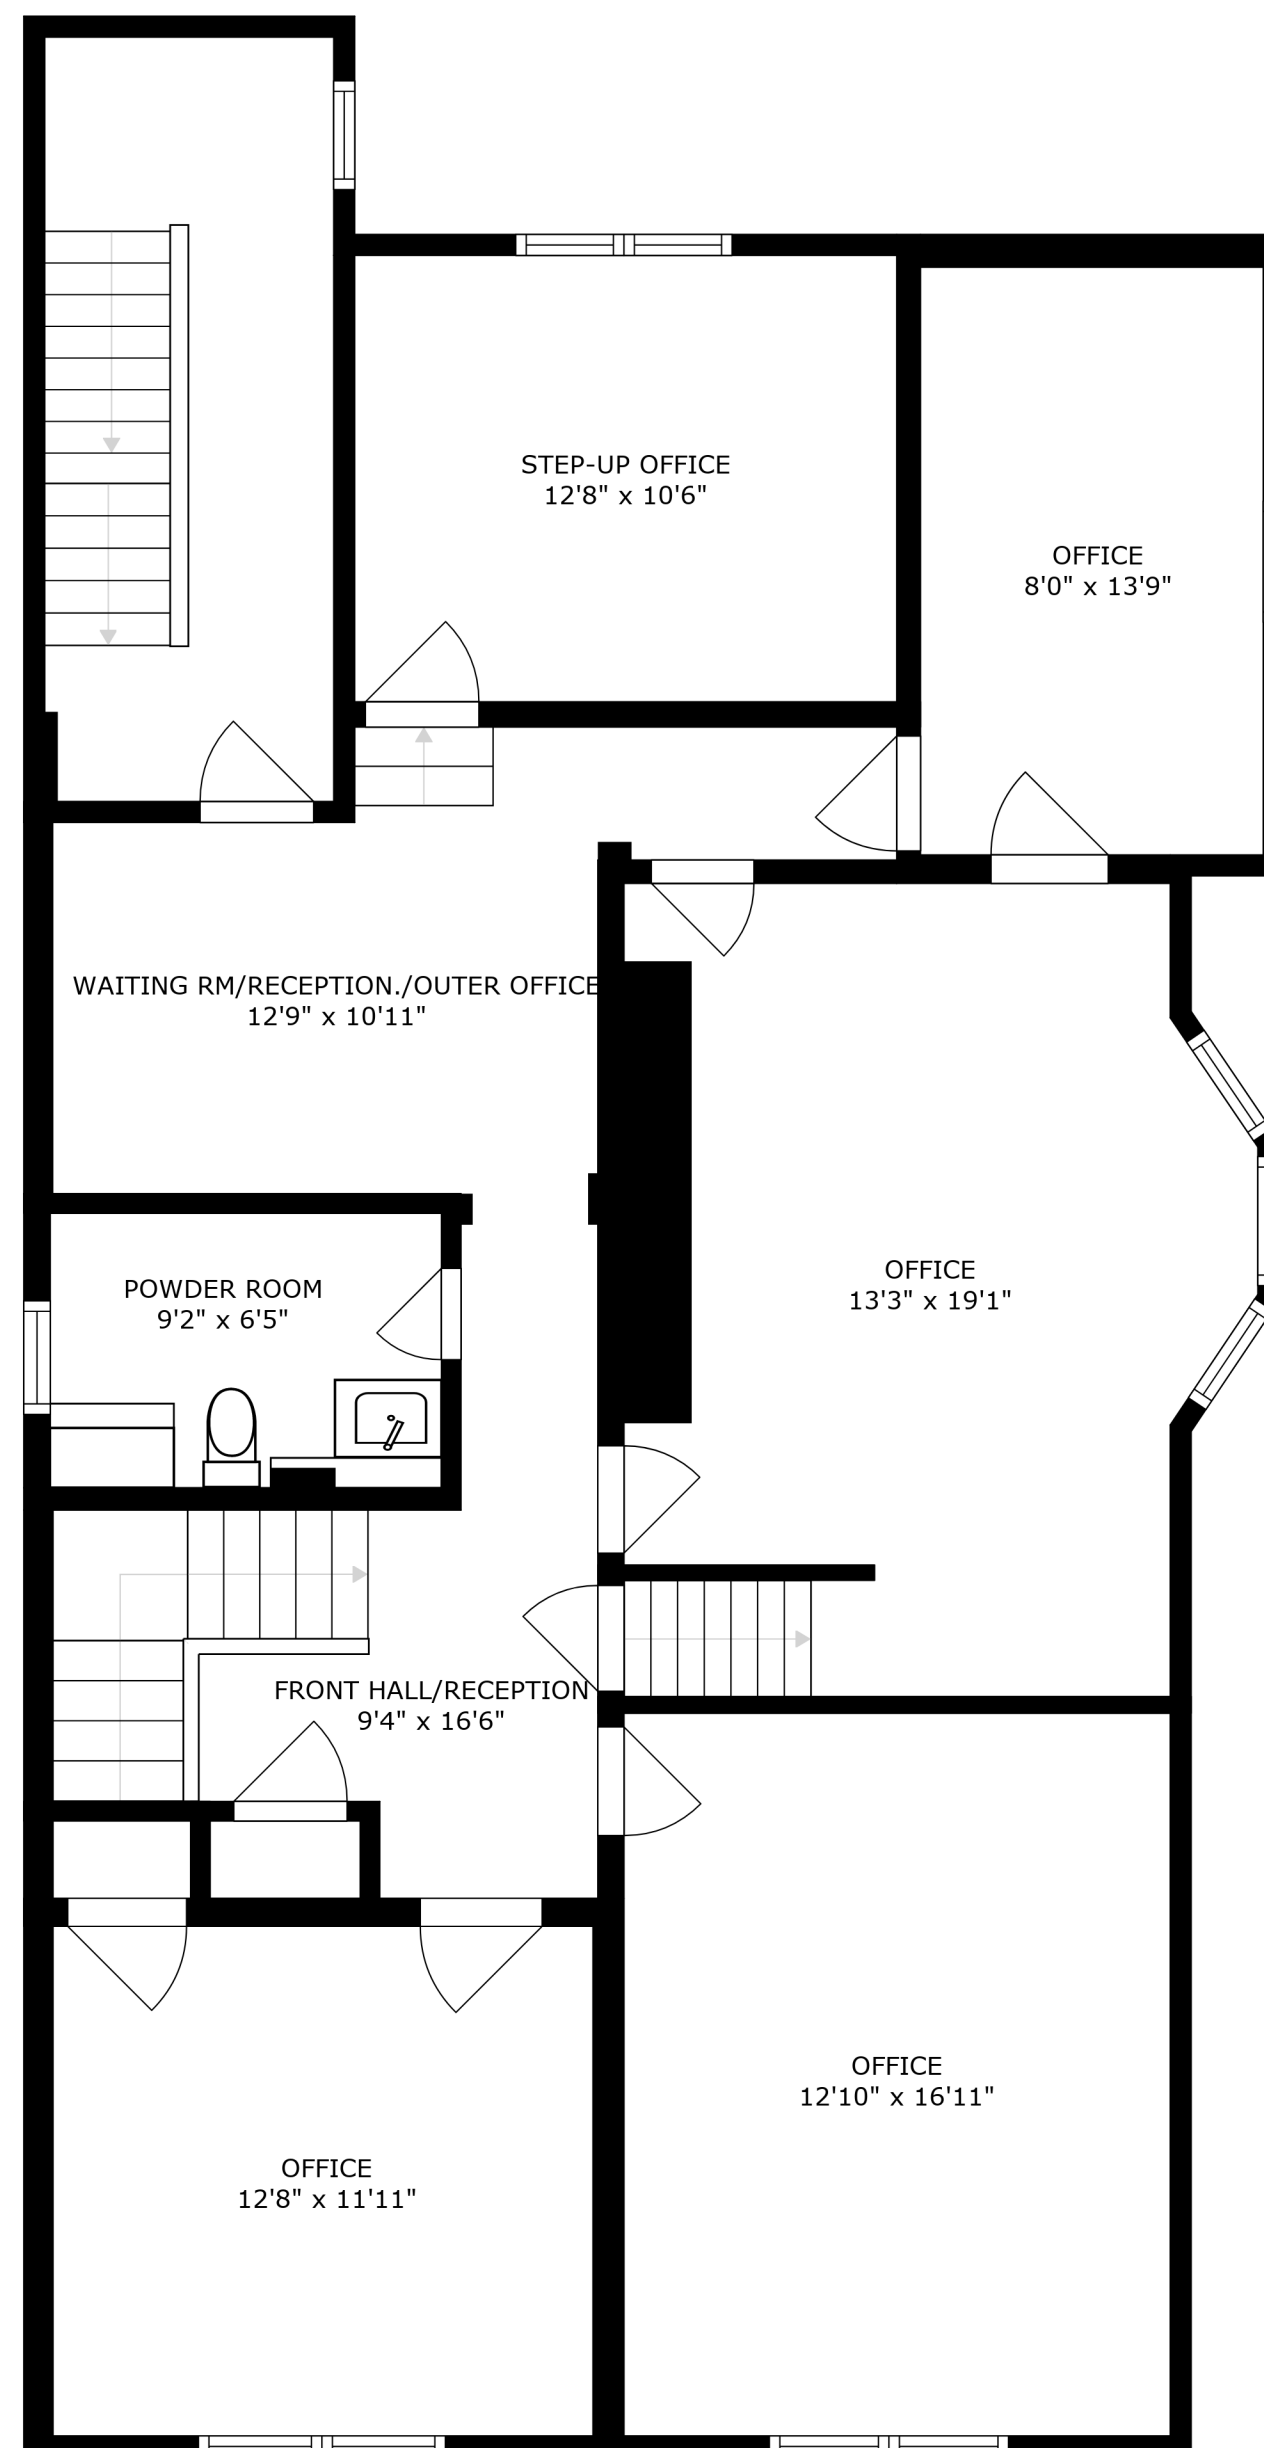 STEP-UP OFFICE
12'8" x 10'6"
OFFICE
8'0" x 13'9"
WAITING RM/RECEPTION./OUTER OFFICE
12'9" x 10'11"
POWDER ROOM
9'2" x 6'5"
OFFICE
13'3" x 19'1"
FRONT HALL/RECEPTION
9'4" x 16'6"
OFFICE
12'10" x 16'11"
OFFICE
12'8" x 11'11"